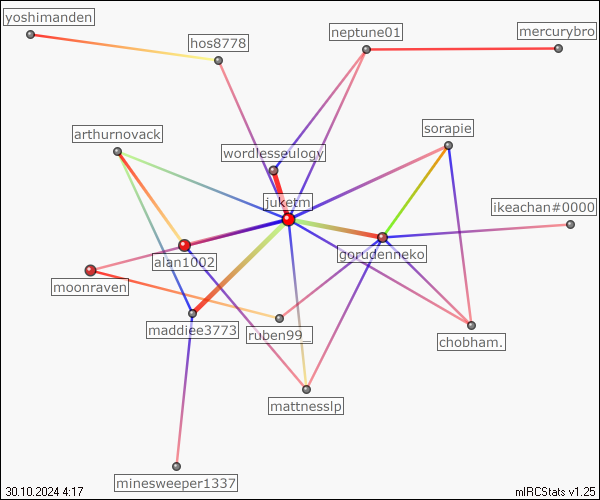 yoshimanden
hos8778
neptune01
mercurybro
arthurnovack
wordlesseulogy
sorapie
juketm
ikeachan#0000
alan1002
gorudenneko
moonraven
maddiee3773
ruben99_
chobham.
mattnesslp
minesweeper1337
30.10.2024 4:17
mIRCStats v1.25